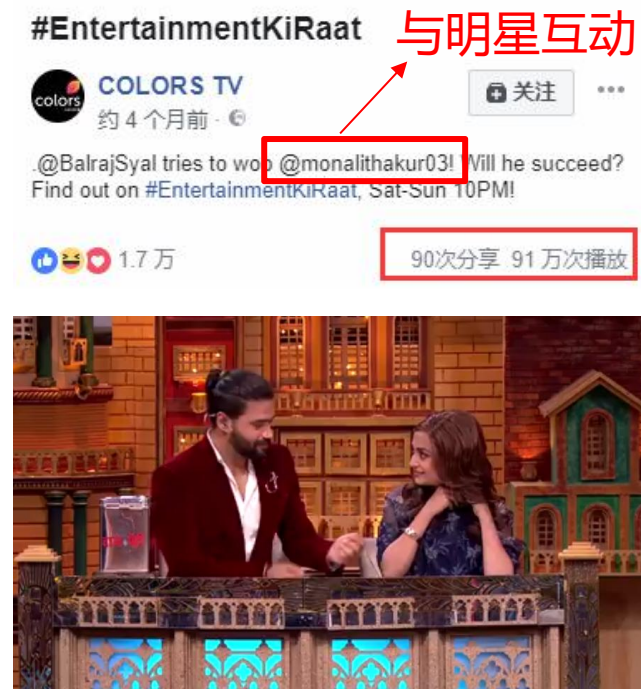 #EntertainmentKiRaat
与明星互动
colors
COLORS TV
约 4 个月前 ·
关注
.@BalrajSyal tries to woo @monalithakur03! Will he succeed?
Find out on #EntertainmentKiRaat, Sat-Sun 10PM!
1.7 万
90次分享 91 万次播放